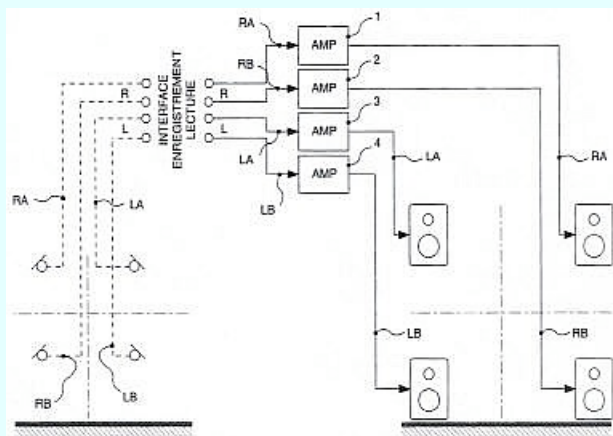 RA
1
AMP
RB
2
AMP
R
R
3
AMP
L
L
INTERFACE
ENREGISTREMENT
LECTURE
LA
4
AMP
LA
RA
RA
LA
LB
LB
RB
RB
LB